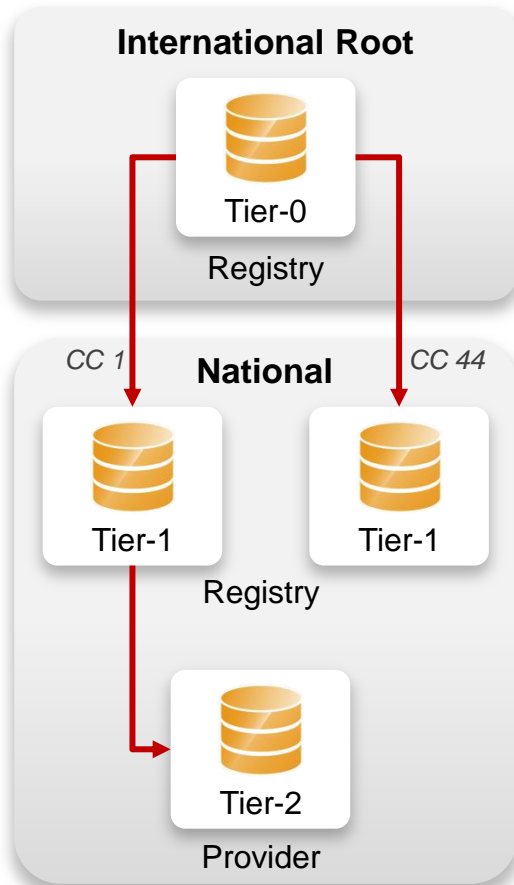 International Root
Tier-0
Registry
CC 1
National
CC 44
Tier-1
Tier-1
Registry
Tier-2
Provider